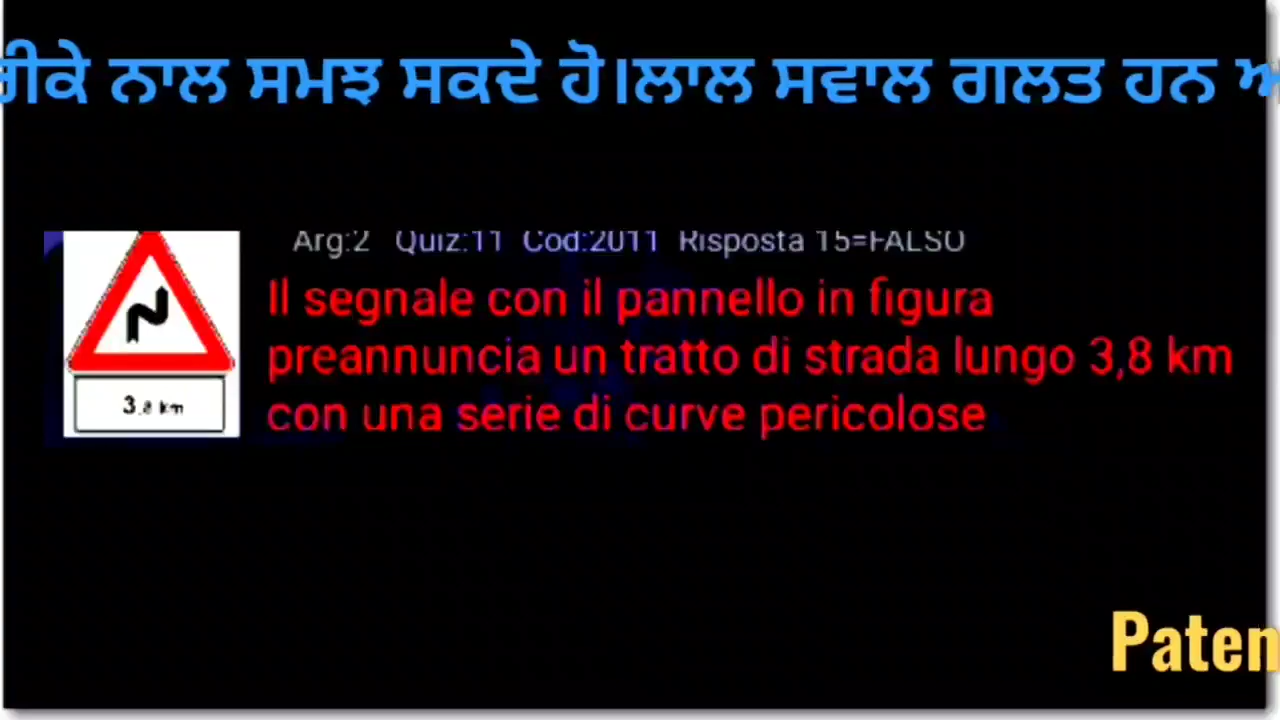 ਨਾਲ ਸਮਝ ਸਕਦੇ ਹੋ।ਲਾਲ ਸਵਾਲ ਗਲਤ ਹਨ
Arg:2 Quiz:11 Cod:2011 Risposta 15=FALSO
Il segnale con il pannello in figura
preannuncia un tratto di strada lungo 3,8 km
con una serie di curve pericolose
3,8 km
Paten